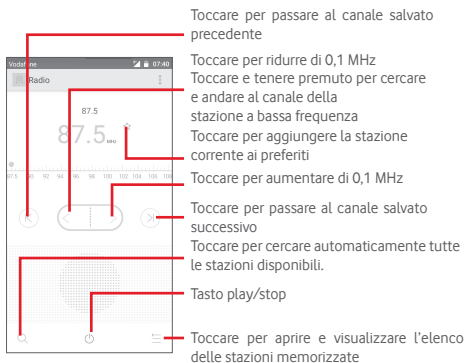 Toccare per passare al canale salvato
precedente
Vodafone
07:40
Radio
Toccare per ridurre di 0,1 MHz
Toccare e tenere premuto per cercare
e andare al canale della
stazione a bassa frequenza
87.5
87.5 MHz
Toccare per aggiungere la stazione
corrente ai preferiti
87.5 90 92 94 96 98 100 102 104 106 108
Toccare per aumentare di 0,1 MHz
Toccare per passare al canale salvato
successivo
Toccare per cercare automaticamente tutte
le stazioni disponibili.
Tasto play/stop
Toccare per aprire e visualizzare l'elenco
delle stazioni memorizzate